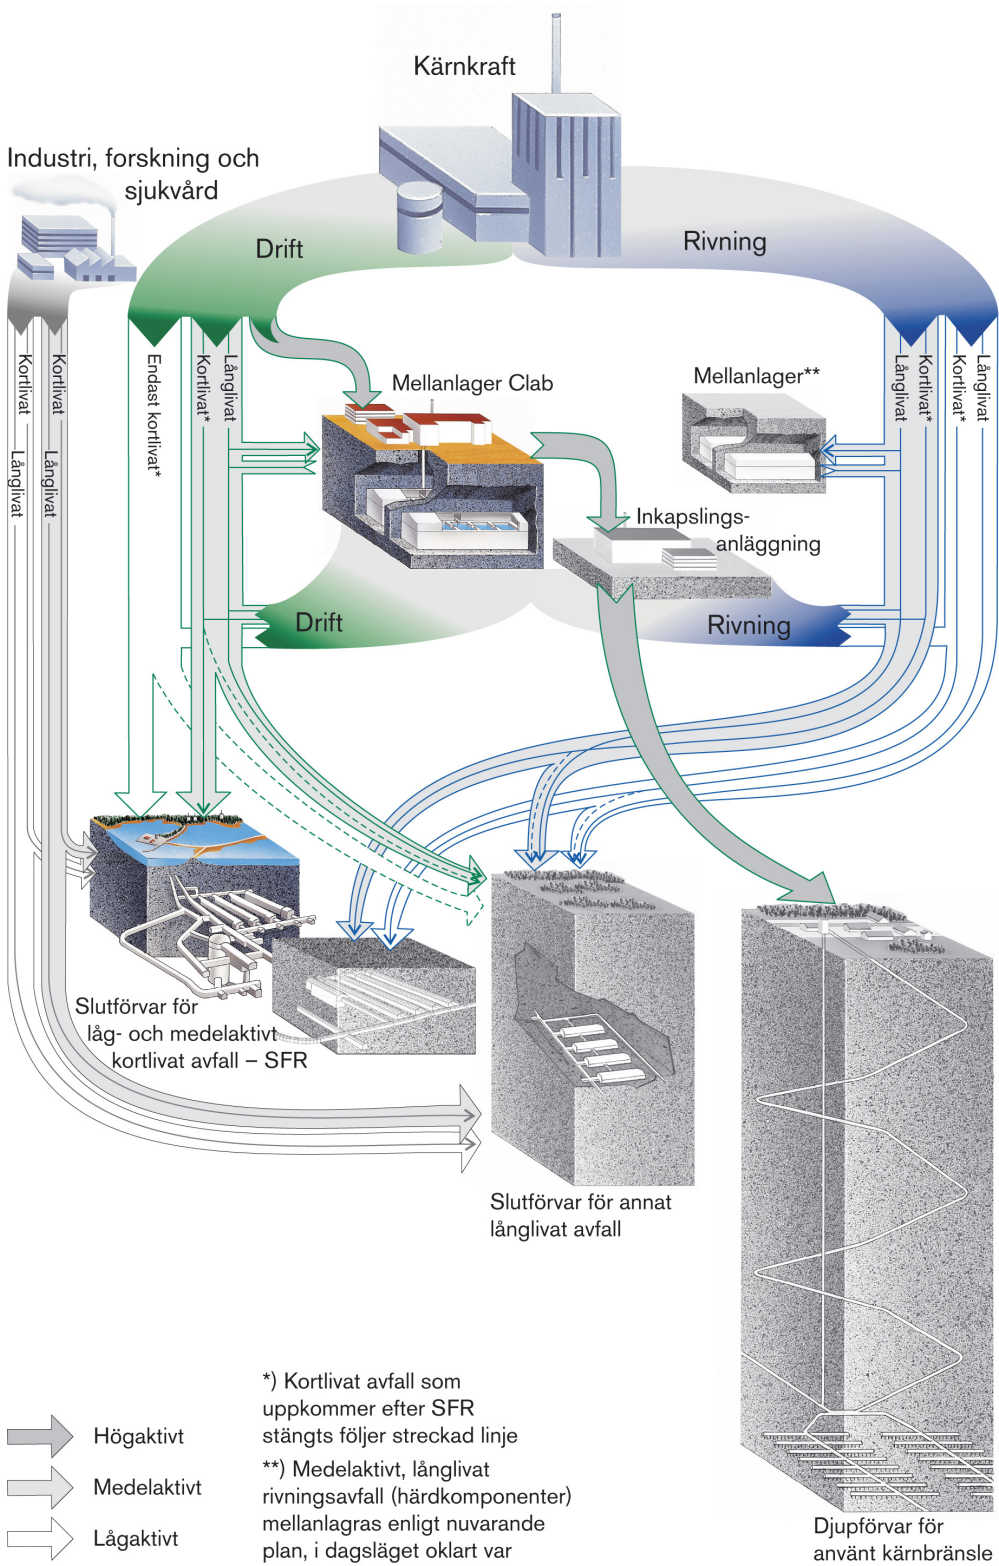 Kärnkraft
Industri, forskning och
sjukvård
Drift
Rivning
Kortlivat
Långlivat
Kortlivat
Långlivat
Endast kortlivat*
Kortlivat*
Långlivat
Mellanlager Clab
Mellanlager**
Långlivat
Kortlivat*
Kortlivat*
Långlivat
Inkapslings-
anläggning
Drift
Rivning
Slutförvar för
låg- och medelaktivt
kortlivat avfall – SFR
Slutförvar för annat
långlivat avfall
Högaktivt
Medelaktivt
Lågaktivt
*) Kortlivat avfall som
uppkommer efter SFR
stängts följer streckad linje
**) Medelaktivt, långlivat
rivningsavfall (härdkomponenter)
mellanlagras enligt nuvarande
plan, i dagsläget oklart var
Djupförvar för
använt kärnbränsle